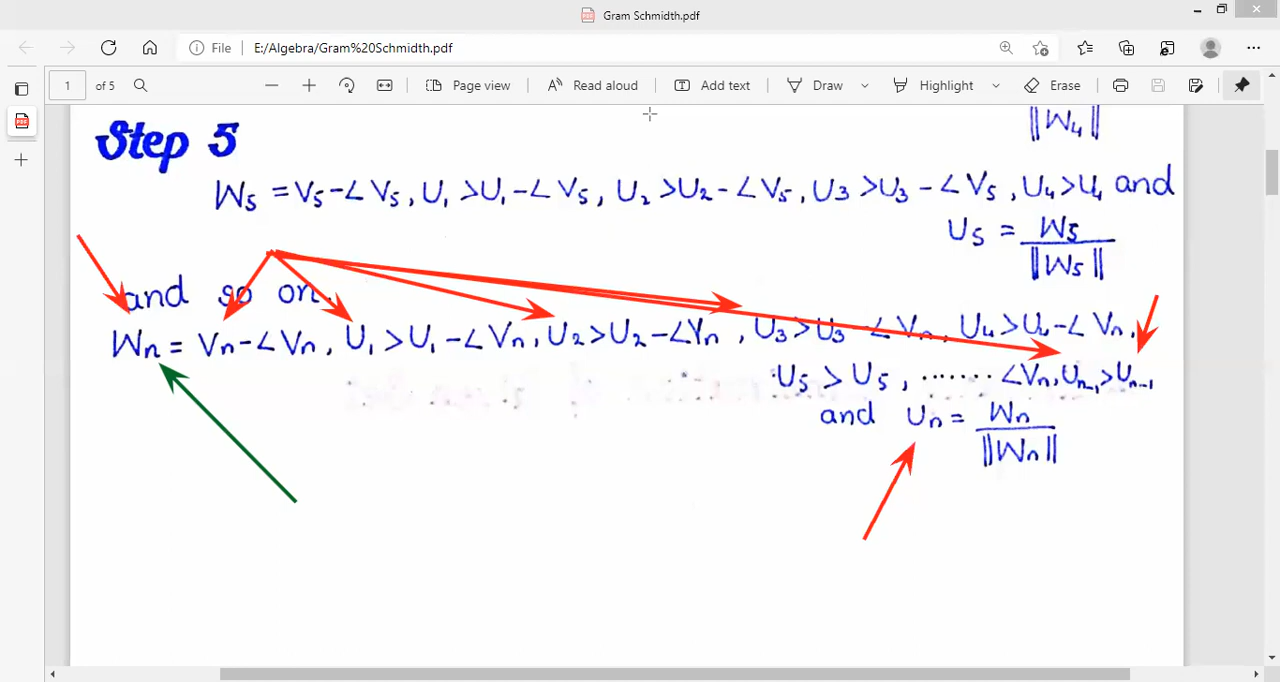 Gram Schmidth.pdf
File E:/Algebra/Gram%20Schmidth.pdf
1 of 5 Page view Read aloud Add text Draw Highlight Erase
‖W₄‖
Step 5
W₅ = V₅ - ∠ V₅, U₁ > U₁ - ∠ V₅, U₂ > U₂ - ∠ V₅, U₃ > U₃ - ∠ V₅, U₄ > U₄ and
U₅ = W₅ / ‖W₅‖
and so on.
Wₙ = Vₙ - ∠ Vₙ, U₁ > U₁ - ∠ Vₙ, U₂ > U₂ - ∠ Vₙ, U₃ > U₃ - ∠ Vₙ, U₄ > U₄ - ∠ Vₙ,
U₅ > U₅, ........ ∠ Vₙ, Uₙ₋₁ > Uₙ₋₁
and Uₙ = Wₙ / ‖Wₙ‖